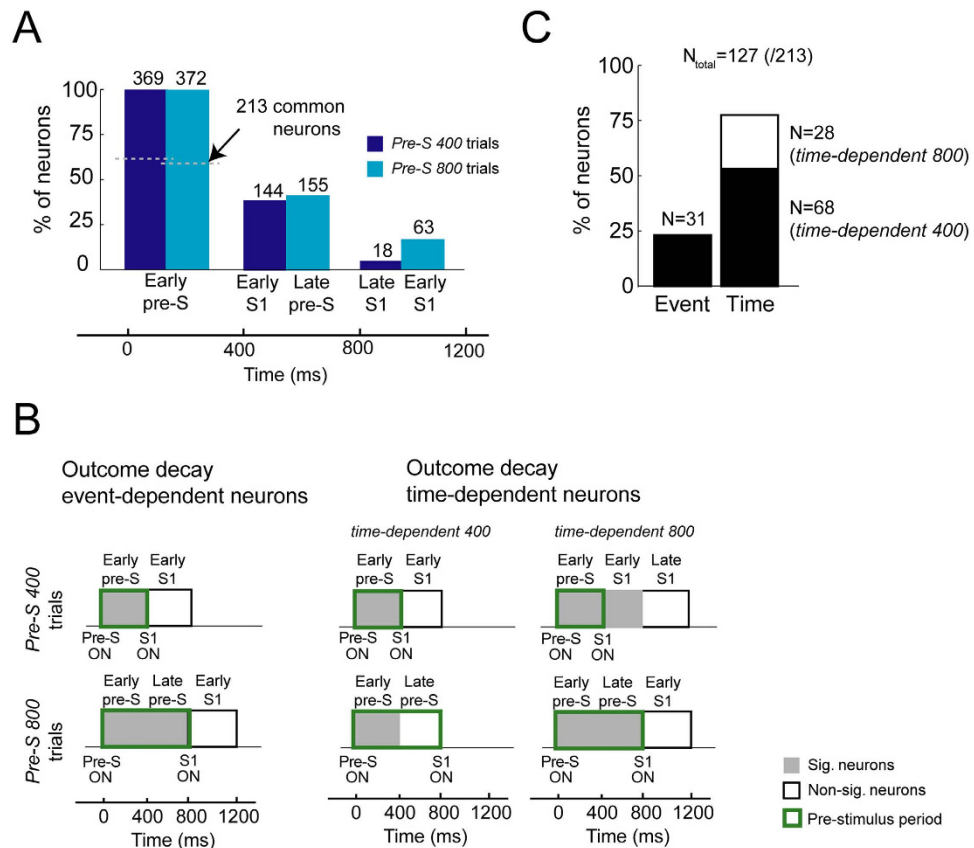 A
100
75
50
25
0
% of neurons
369 372
213 common
neurons
Pre-S 400 trials
Pre-S 800 trials
144 155
18 63
Early
pre-S
Early
S1
Late
pre-S
Late
S1
Early
S1
0 400 800 1200
Time (ms)
C
Ntotal=127 (/213)
100
75
50
25
0
% of neurons
N=31
N=28
(time-dependent 800)
N=68
(time-dependent 400)
Event Time
B
Outcome decay
event-dependent neurons
Outcome decay
time-dependent neurons
time-dependent 400
time-dependent 800
Pre-S 400
trials
Early
pre-S
Early
S1
Pre-S
ON
S1
ON
Early
pre-S
Early
S1
Pre-S
ON
S1
ON
Early
pre-S
Early
S1
Late
S1
Pre-S
ON
S1
ON
Pre-S 800
trials
Early
pre-S
Late
pre-S
Early
S1
Pre-S
ON
S1
ON
Early
pre-S
Late
pre-S
Pre-S
ON
S1
ON
Early
pre-S
Late
pre-S
Early
S1
Pre-S
ON
S1
ON
0 400 800 1200
Time (ms)
0 400 800 1200
Time (ms)
0 400 800 1200
Time (ms)
Sig. neurons
Non-sig. neurons
Pre-stimulus period